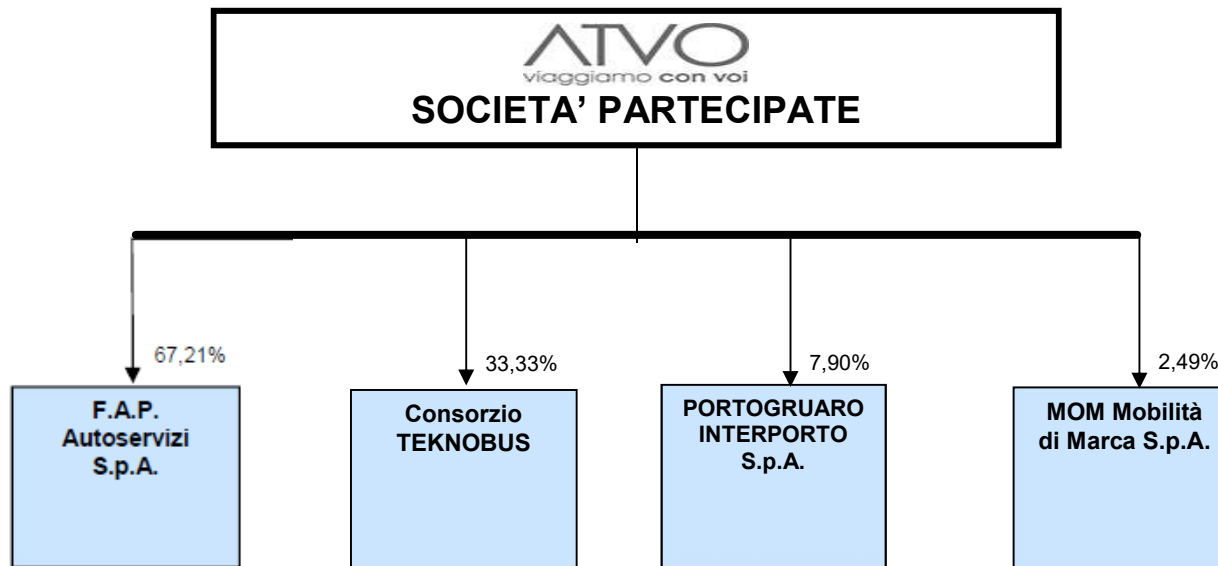 ATVO
viaggiamo con voi
SOCIETA’ PARTECIPATE
67,21%
33,33%
7,90%
2,49%
F.A.P.
Autoservizi
S.p.A.
Consorzio
TEKNOBUS
PORTOGRUARO
INTERPORTO
S.p.A.
MOM Mobilità
di Marca S.p.A.